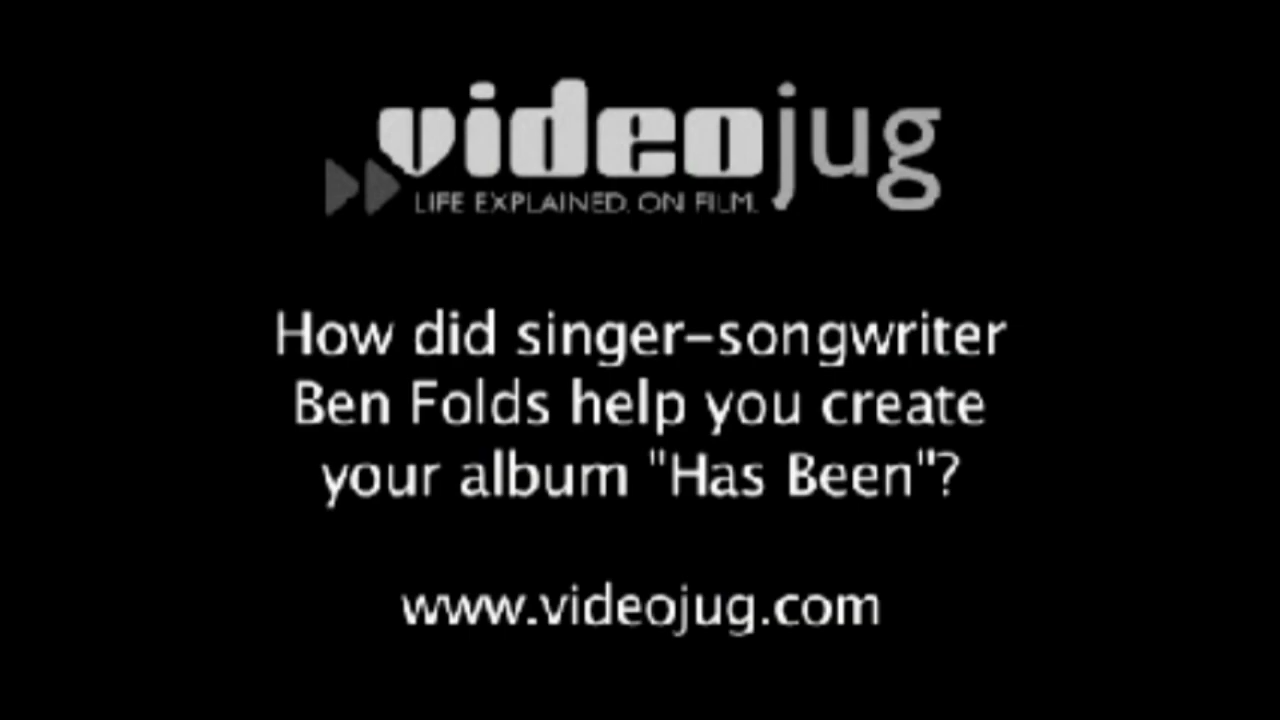 videojug
LIFE EXPLAINED. ON FILM.
How did singer-songwriter
Ben Folds help you create
your album "Has Been"?
www.videojug.com